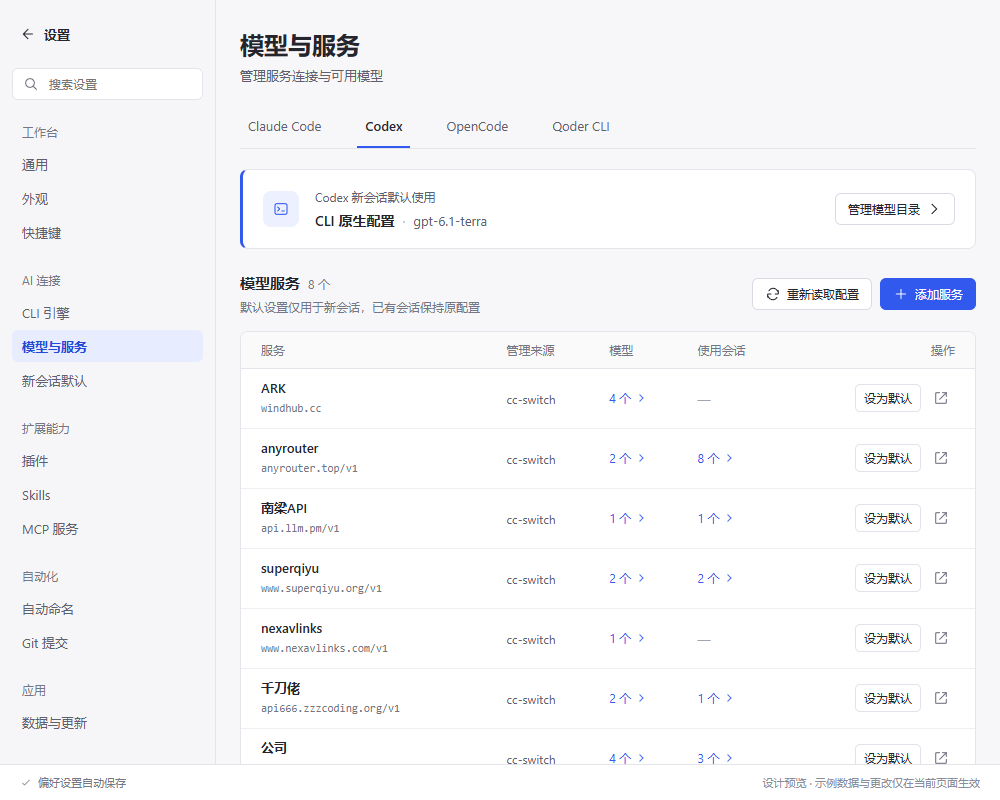 设置
搜索设置
工作台
通用
外观
快捷键
AI 连接
CLI 引擎
模型与服务
新会话默认
扩展能力
插件
Skills
MCP 服务
自动化
自动命名
Git 提交
应用
数据与更新
模型与服务
管理服务连接与可用模型
Claude Code Codex OpenCode Qoder CLI
Codex 新会话默认使用
CLI 原生配置 · gpt-6.1-terra
管理模型目录
模型服务 8 个
默认设置仅用于新会话，已有会话保持原配置
重新读取配置
添加服务
服务 管理来源 模型 使用会话 操作
ARK
windhub.cc
cc-switch 4 个 — 设为默认
anyrouter
anyrouter.top/v1
cc-switch 2 个 8 个 设为默认
南梁API
api.llm.pm/v1
cc-switch 1 个 1 个 设为默认
superqiyu
www.superqiyu.org/v1
cc-switch 2 个 2 个 设为默认
nexavlinks
www.nexavlinks.com/v1
cc-switch 1 个 — 设为默认
千刀佬
api666.zzzcoding.org/v1
cc-switch 2 个 1 个 设为默认
公司
cc-switch 4 个 3 个 设为默认
偏好设置自动保存
设计预览 · 示例数据与更改仅在当前页面生效